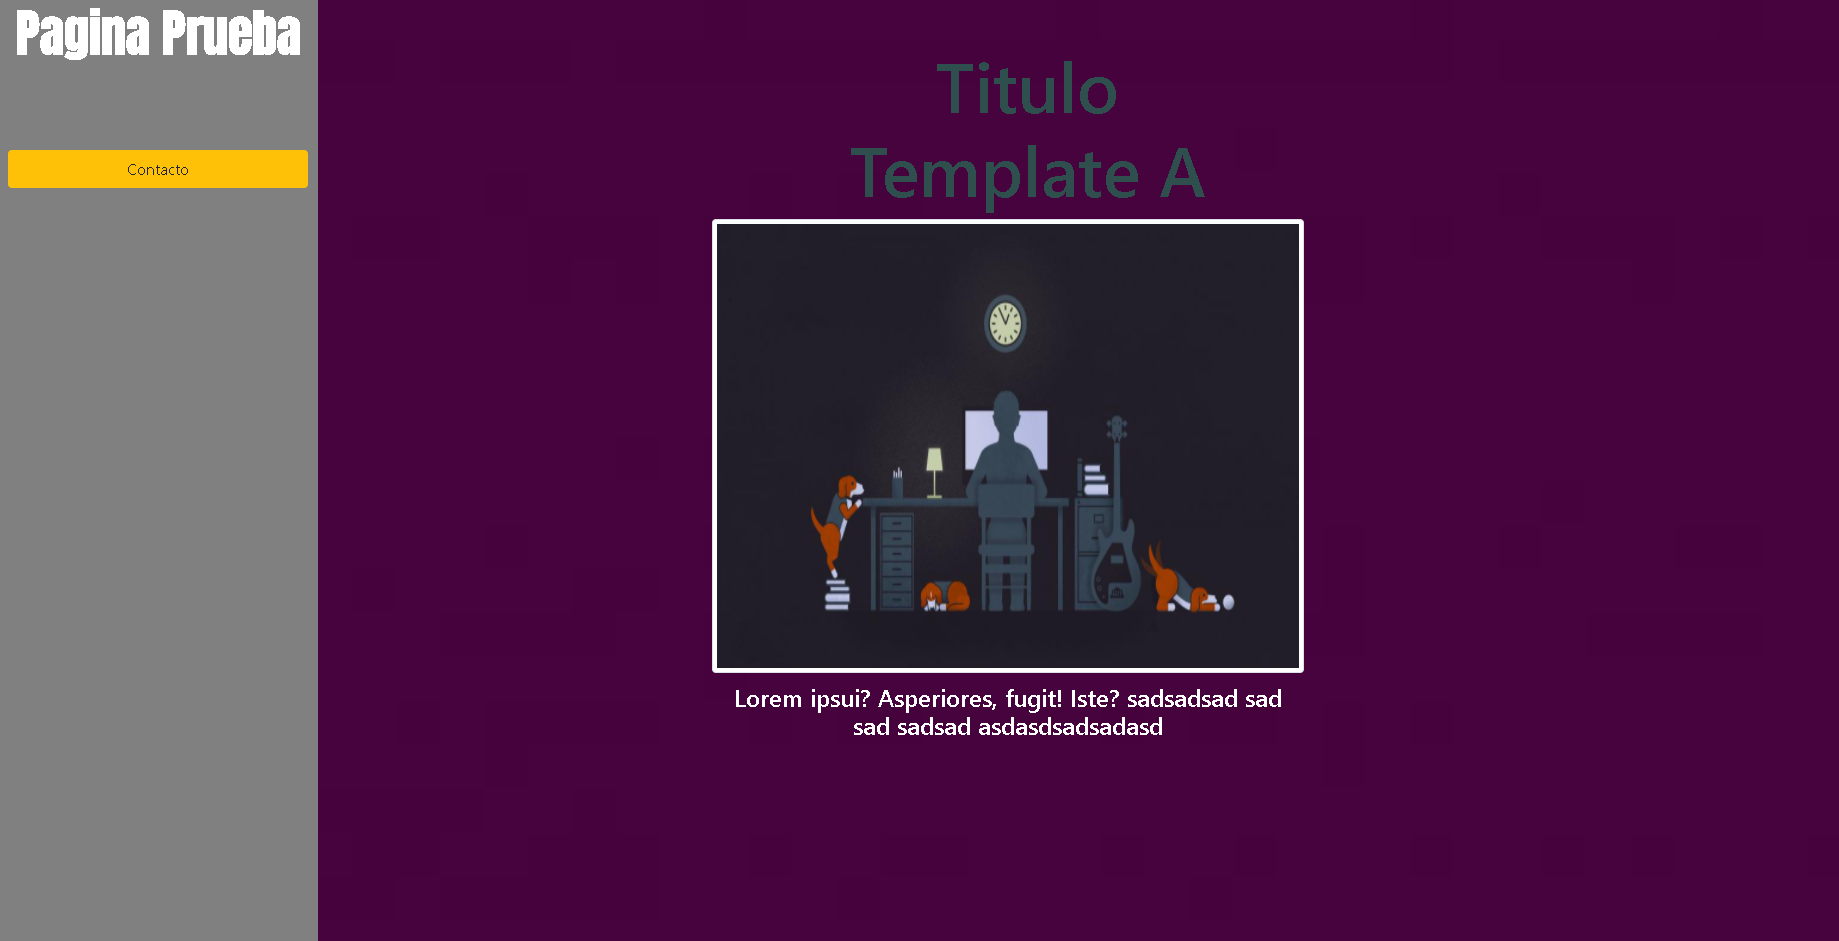 Pagina Prueba
Contacto
Titulo
Template A
Lorem ipsui? Asperiores, fugit! Iste? sadsadsad sad
sad sadsad asdasdsadsadasd